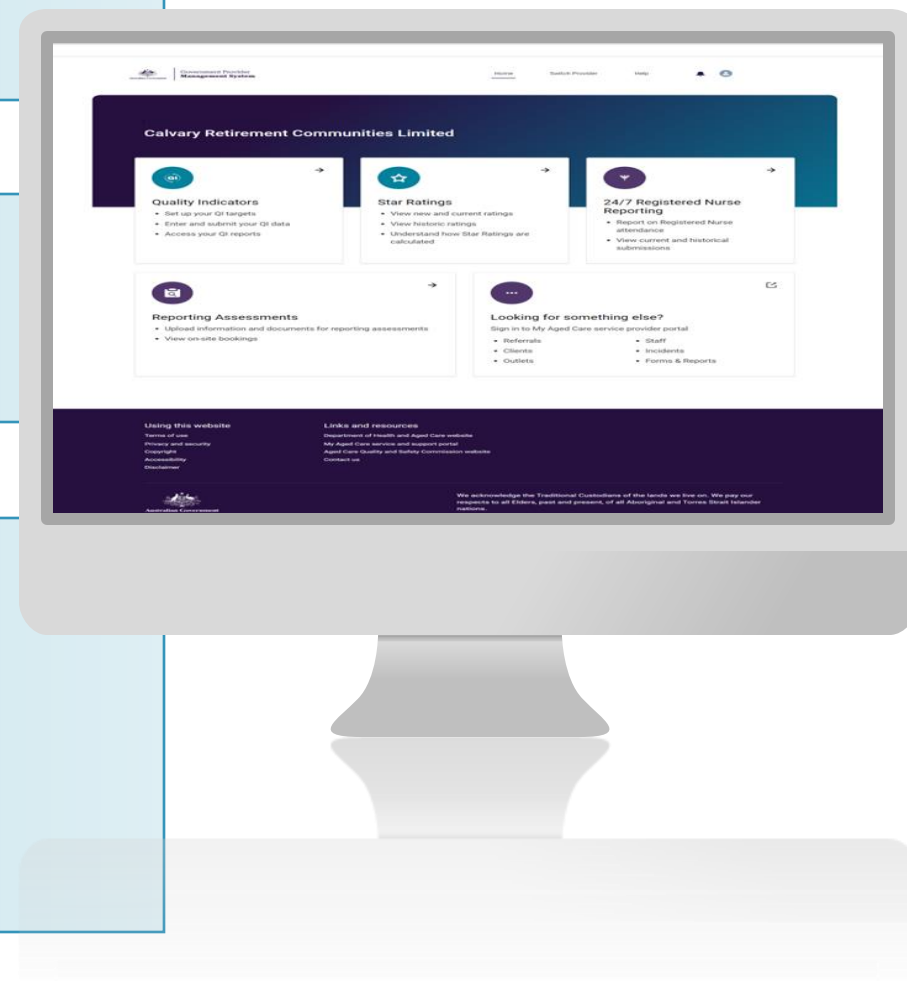 Government Provider
Management System
Home
Switch Provider
Help
Calvary Retirement Communities Limited
QI
Quality Indicators
• Set up your QI targets
• Enter and submit your QI data
• Access your QI reports
Star Ratings
• View new and current ratings
• View historic ratings
• Understand how Star Ratings are
calculated
24/7 Registered Nurse
Reporting
• Report on Registered Nurse
attendance
• View current and historical
submissions
Reporting Assessments
• Upload information and documents for reporting assessments
• View on-site bookings
Looking for something else?
Sign in to My Aged Care service provider portal
• Referrals
• Clients
• Outlets
• Staff
• Incidents
• Forms & Reports
Using this website
Terms of use
Privacy and security
Copyright
Accessibility
Disclaimer
Links and resources
Department of Health and Aged Care website
My Aged Care service and support portal
Aged Care Quality and Safety Commission website
Contact us
Australian Government
We acknowledge the Traditional Custodians of the lands we live on. We pay our
respects to all Elders, past and present, of all Aboriginal and Torres Strait Islander
nations.